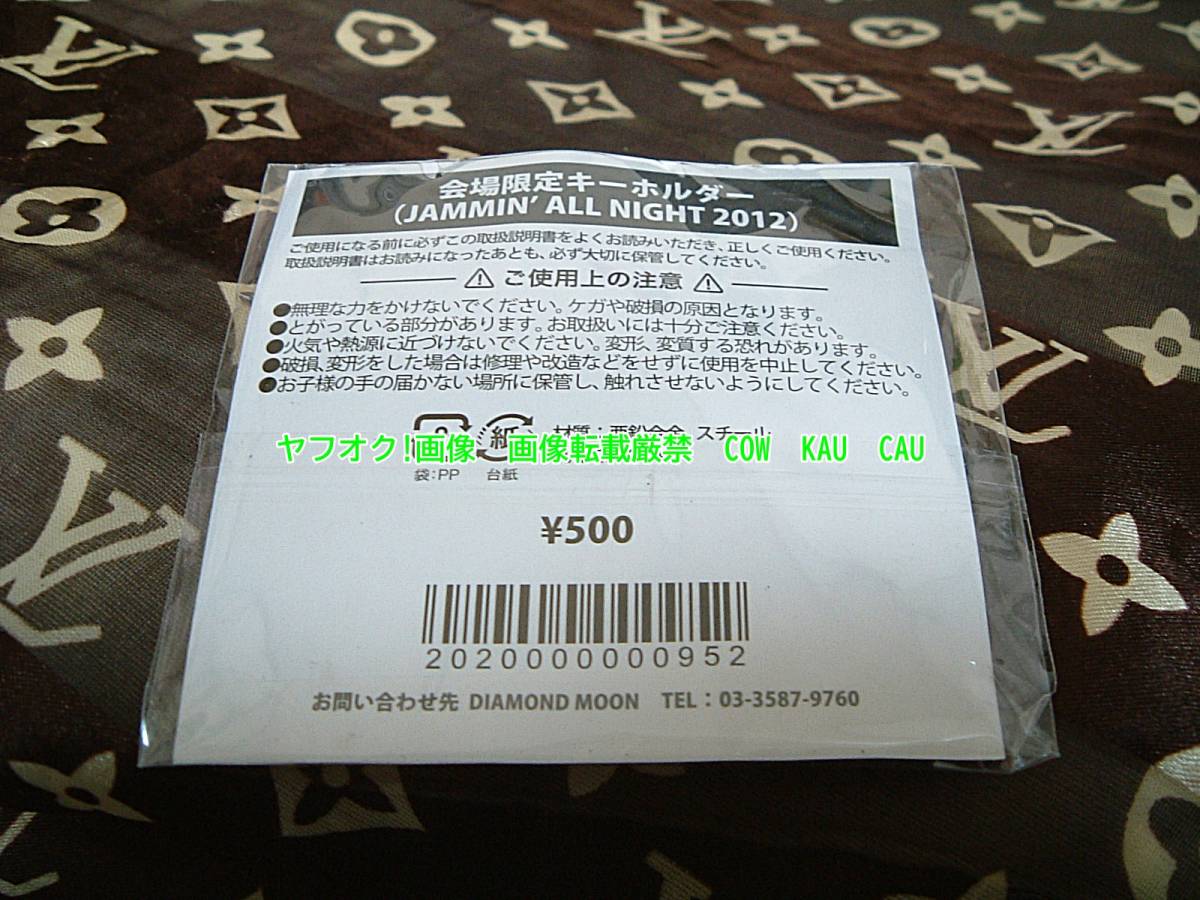 会場限定キーホルダー
(JAMMIN' ALL NIGHT 2012)
ご使用になる前に必ずこの取扱説明書をよくお読みいただき、正しくご使用ください。
取扱説明書はお読みになったあとも、必ず大切に保管してください。
ご使用上の注意
●無理な力をかけないでください。ケガや破損の原因となります。
●とがっている部分があります。お取扱いには十分ご注意ください。
●火気や熱源に近づけないでください。変形、変質する恐れがあります。
●破損、変形をした場合は修理や改造などをせずに使用を中止してください。
●お子様の手の届かない場所に保管し、触れさせないようにしてください。
紙 材質：亜鉛合金、スチール
ヤフオク!画像 画像転載厳禁 COW KAU CAU
袋：PP 台紙
¥500
2020000000952
お問い合わせ先 DIAMOND MOON TEL：03-3587-9760